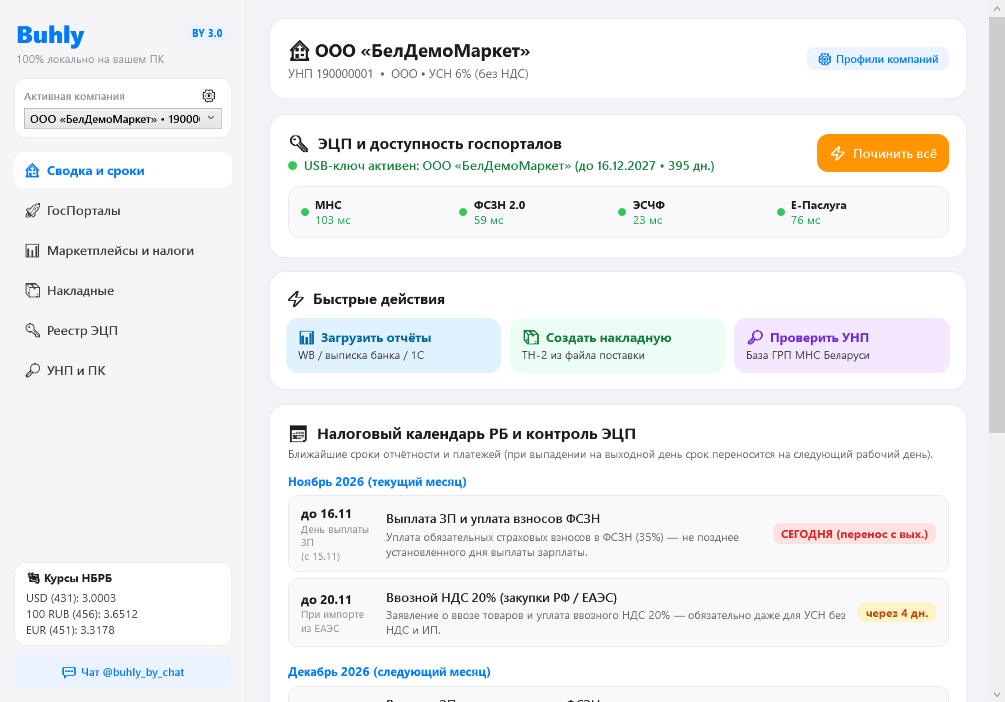 Buhly
BY 3.0
100% локально на вашем ПК
Активная компания
ООО «БелДемоМаркет» • 19000
Сводка и сроки
ГосПорталы
Маркетплейсы и налоги
Накладные
Реестр ЭЦП
УНП и ПК
Курсы НБРБ
USD (431): 3.0003
100 RUB (456): 3.6512
EUR (451): 3.3178
Чат @buhly_by_chat
ООО «БелДемоМаркет»
УНП 190000001 • ООО • УСН 6% (без НДС)
Профили компаний
ЭЦП и доступность госпорталов
USB-ключ активен: ООО «БелДемоМаркет» (до 16.12.2027 • 395 дн.)
Починить всё
МНС
103 мс
ФСЗН 2.0
59 мс
ЭСЧФ
23 мс
Е-Паслуга
76 мс
Быстрые действия
Загрузить отчёты
WB / выписка банка / 1С
Создать накладную
ТН-2 из файла поставки
Проверить УНП
База ГРП МНС Беларуси
Налоговый календарь РБ и контроль ЭЦП
Ближайшие сроки отчётности и платежей (при выпадении на выходной день срок переносится на следующий рабочий день).
Ноябрь 2026 (текущий месяц)
до 16.11
День выплаты
ЗП
(с 15.11)
Выплата ЗП и уплата взносов ФСЗН
Уплата обязательных страховых взносов в ФСЗН (35%) — не позднее
установленного дня выплаты зарплаты.
СЕГОДНЯ (перенос с вых.)
до 20.11
При импорте
из ЕАЭС
Ввозной НДС 20% (закупки РФ / ЕАЭС)
Заявление о ввозе товаров и уплата ввозного НДС 20% — обязательно даже для УСН без
НДС и ИП.
через 4 дн.
Декабрь 2026 (следующий месяц)